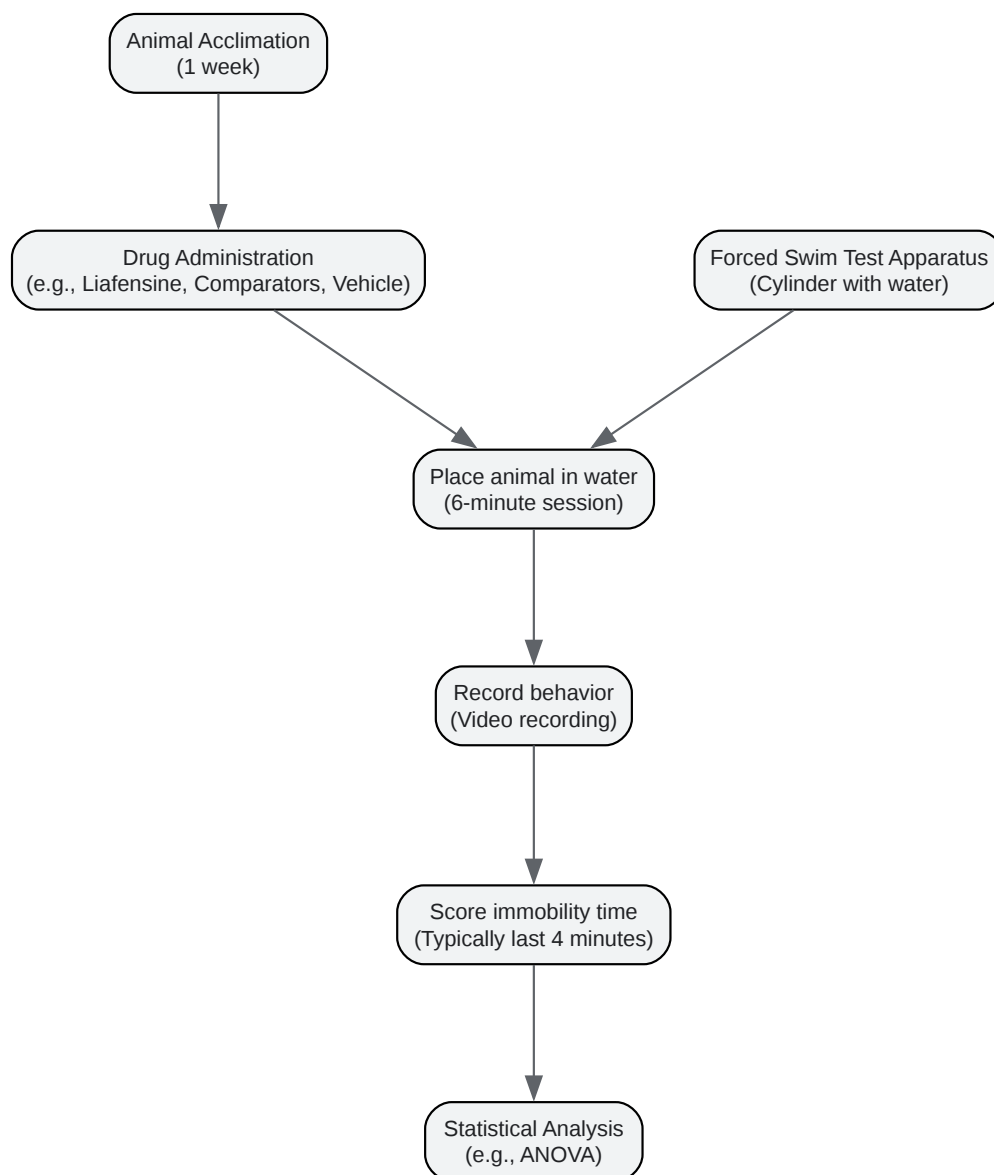 Animal Acclimation
(1 week)
Drug Administration
(e.g., Liafensine, Comparators, Vehicle)
Forced Swim Test Apparatus
(Cylinder with water)
Place animal in water
(6-minute session)
Record behavior
(Video recording)
Score immobility time
(Typically last 4 minutes)
Statistical Analysis
(e.g., ANOVA)